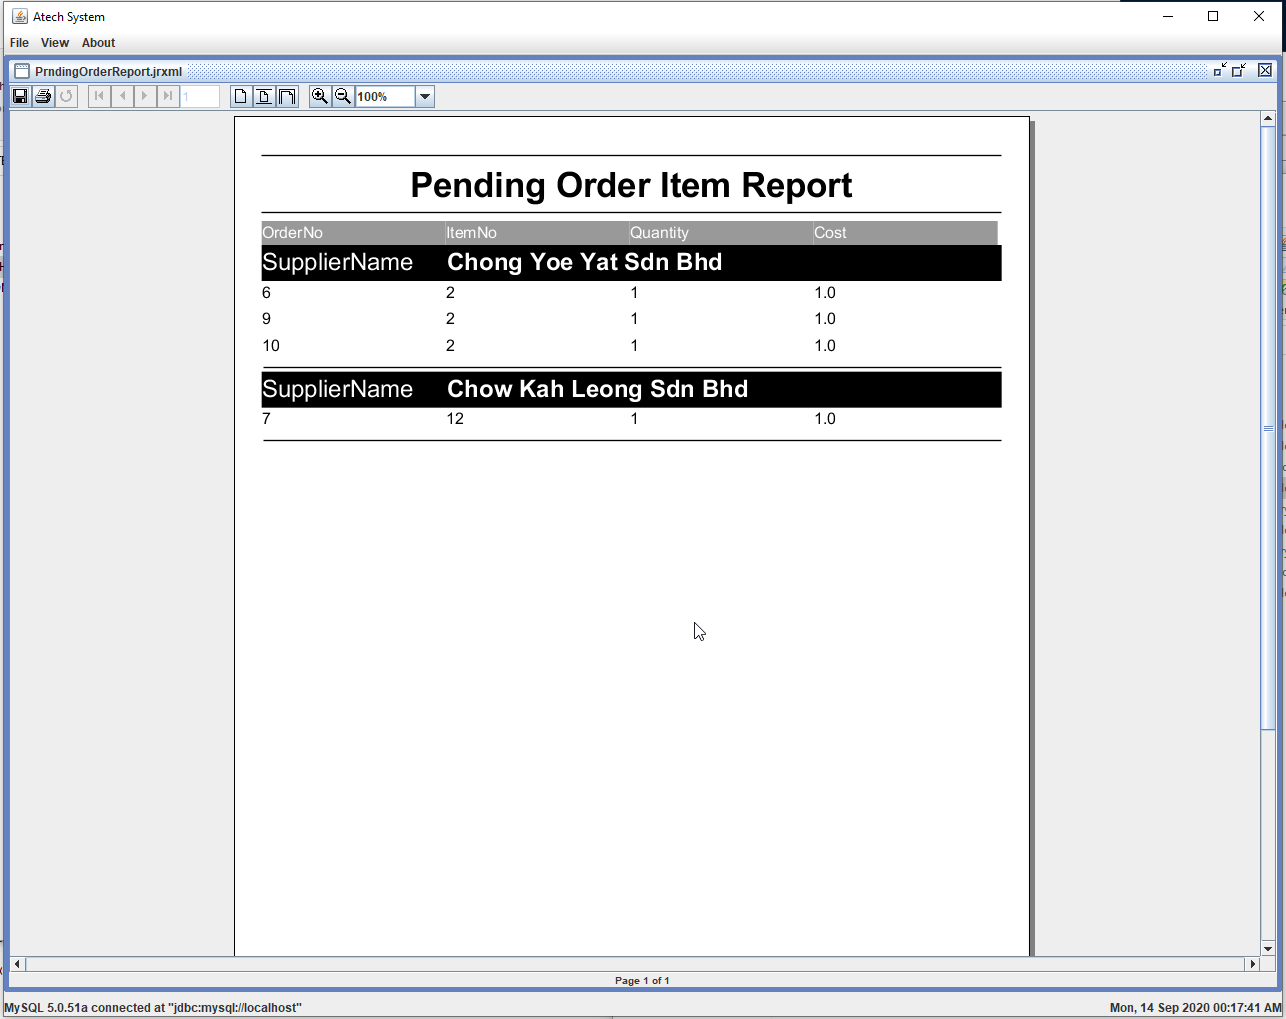 Atech System
File View About
PrndingOrderReport.jrxml
1 100%
Pending Order Item Report
OrderNo ItemNo Quantity Cost
SupplierName Chong Yoe Yat Sdn Bhd
6 2 1 1.0
9 2 1 1.0
10 2 1 1.0
SupplierName Chow Kah Leong Sdn Bhd
7 12 1 1.0
Page 1 of 1
MySQL 5.0.51a connected at "jdbc:mysql://localhost" Mon, 14 Sep 2020 00:17:41 AM